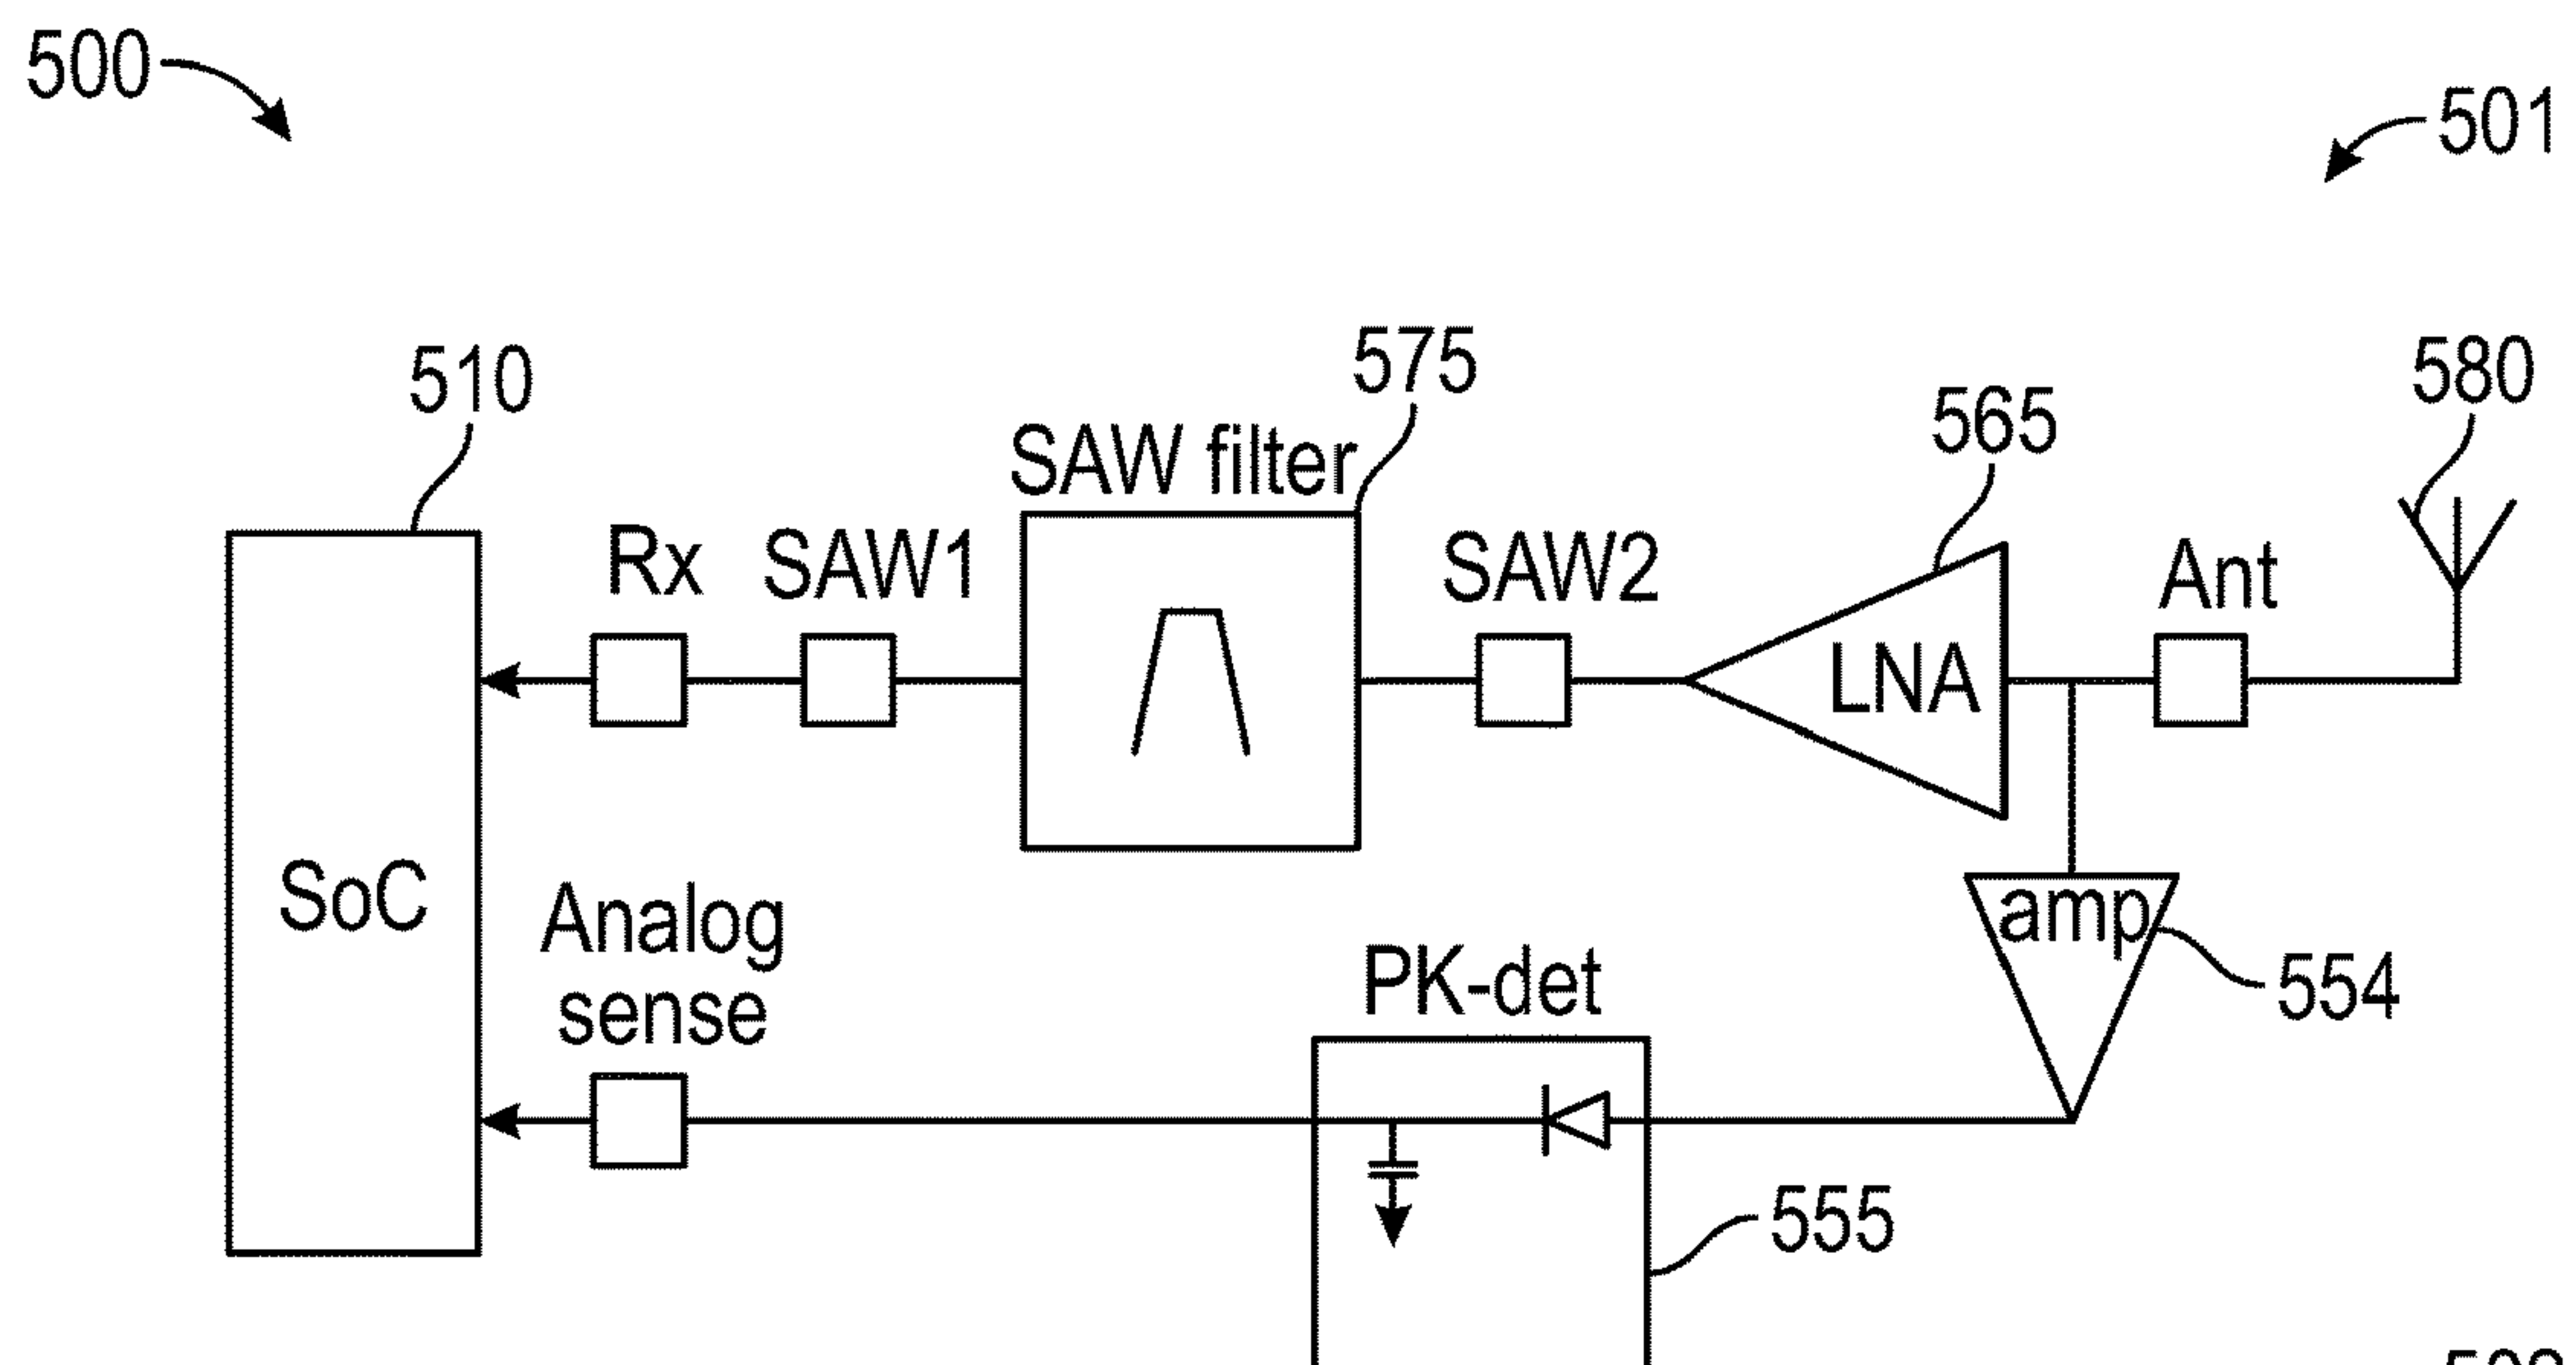 500
501
510
575
565
580
SAW filter
Rx
SAW1
SAW2
Ant
LNA
SoC
Analog
sense
amp
PK-det
554
555